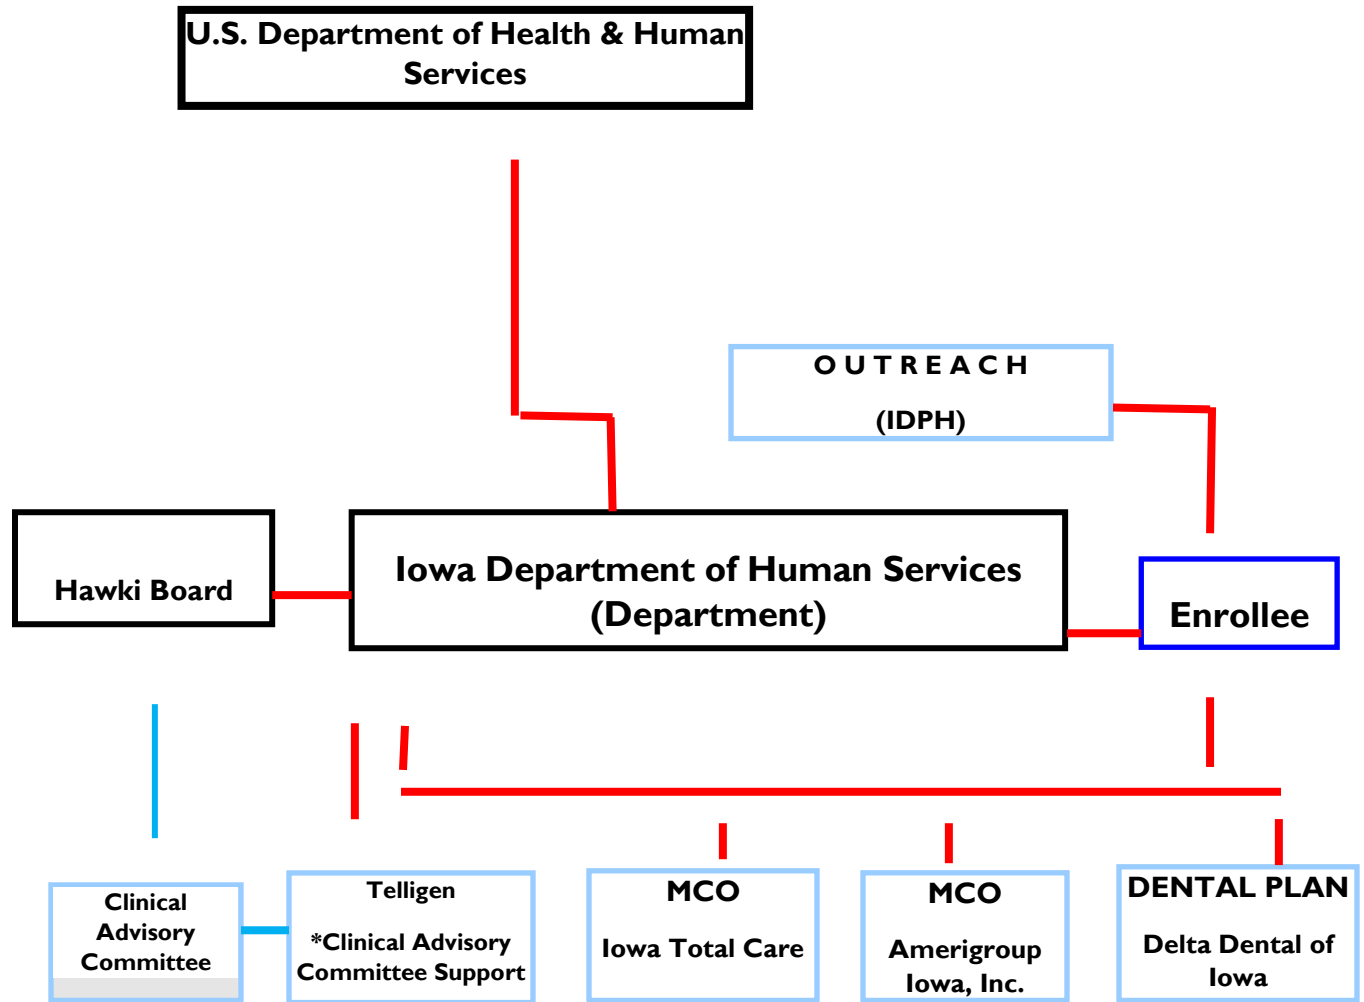 U.S. Department of Health & Human
Services
O U T R E A C H
(IDPH)
Hawki Board
Iowa Department of Human Services
(Department)
Enrollee
Clinical
Advisory
Committee
Telligen
*Clinical Advisory
Committee Support
MCO
Iowa Total Care
MCO
Amerigroup
Iowa, Inc.
DENTAL PLAN
Delta Dental of
Iowa